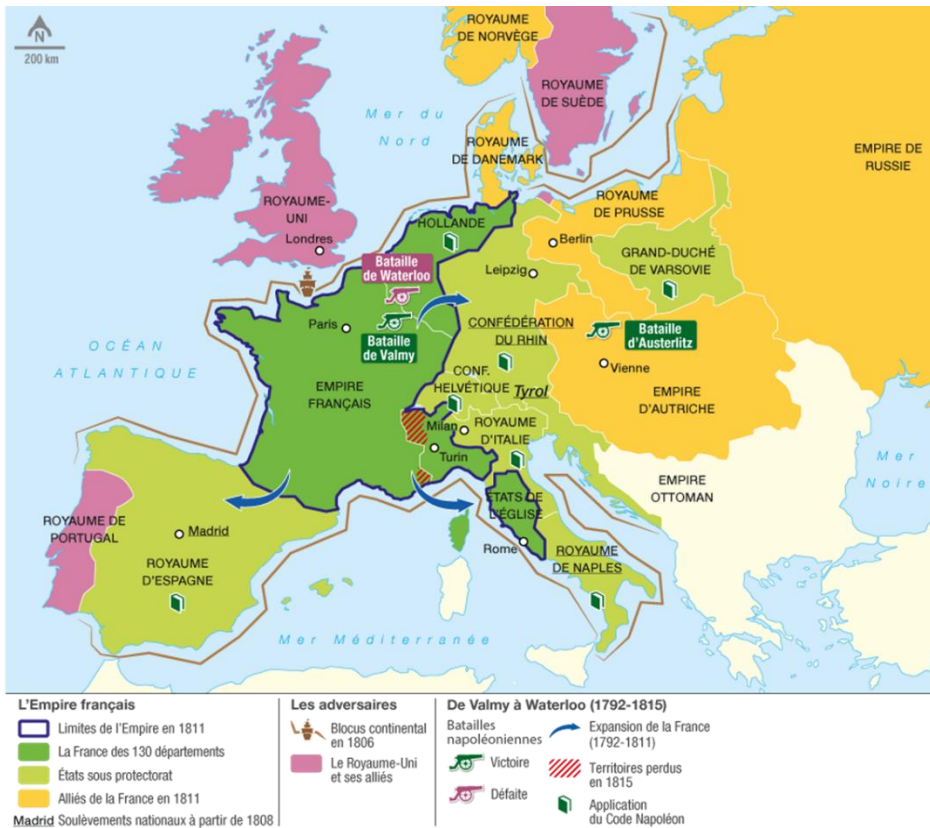 N
200 km
ROYAUME
DE NORVÈGE
ROYAUME
DE SUÈDE
Mer du
Nord
ROYAUME
DE DANEMARK
EMPIRE DE
RUSSIE
ROYAUME-
UNI
Londres
HOLLANDE
ROYAUME
DE PRUSSE
Berlin
GRAND-DUCHÉ
DE VARSOVIE
Leipzig
Bataille
de Waterloo
Paris
Bataille
de Valmy
CONFÉDÉRATION
DU RHIN
Bataille
d'Austerlitz
Vienne
OCÉAN
ATLANTIQUE
EMPIRE
FRANÇAIS
CONF.
HELVÉTIQUE
Tyrol
EMPIRE
D'AUTRICHE
Milan
ROYAUME
D'ITALIE
Turin
EMPIRE
OTTOMAN
Mer
Noire
ROYAUME DE
PORTUGAL
Madrid
ROYAUME
D'ESPAGNE
ÉTATS DE
L'ÉGLISE
Rome
ROYAUME
DE NAPLES
Mer Méditerranée
L'Empire français
Limites de l'Empire en 1811
La France des 130 départements
États sous protectorat
Alliés de la France en 1811
Madrid Soulèvements nationaux à partir de 1808
Les adversaires
Blocus continental
en 1806
Le Royaume-Uni
et ses alliés
De Valmy à Waterloo (1792-1815)
Batailles
napoléoniennes
Victoire
Défaite
Expansion de la France
(1792-1811)
Territoires perdus
en 1815
Application
du Code Napoléon